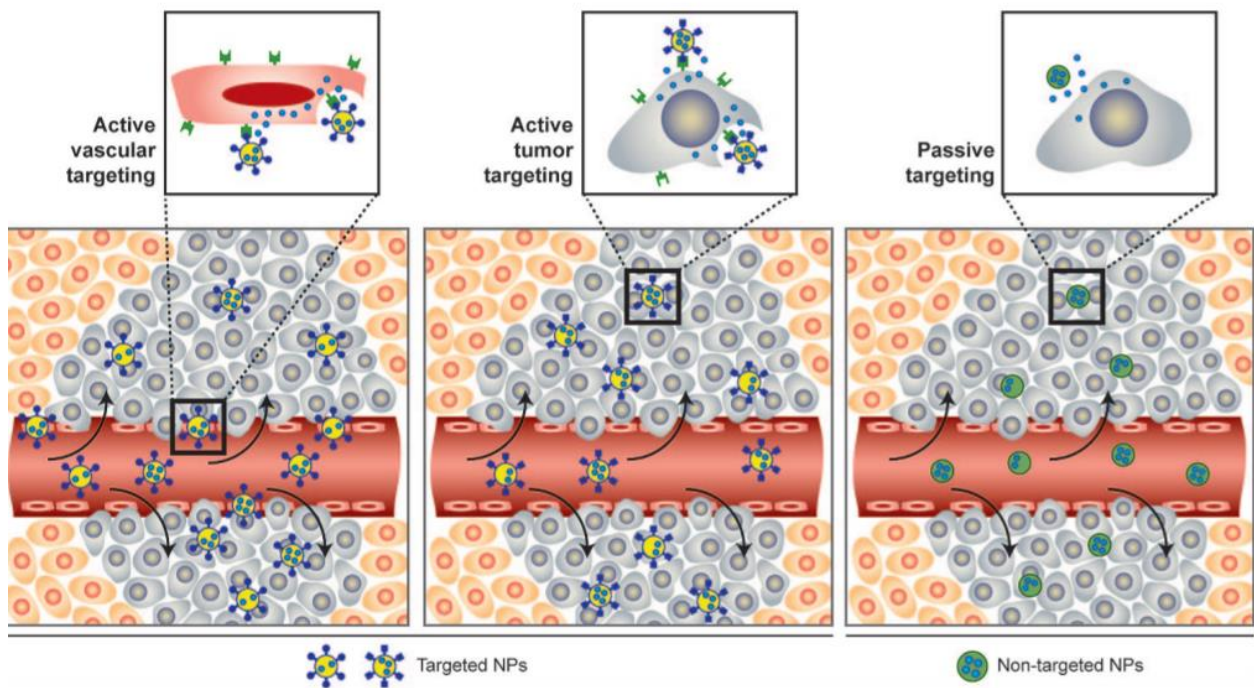 Active
vascular
targeting
Active
tumor
targeting
Passive
targeting
Targeted NPs
Non-targeted NPs